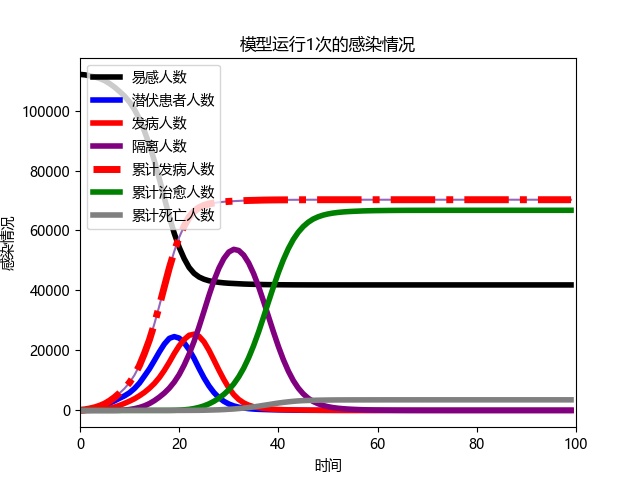 模型运行1次的感染情况
易感人数
潜伏患者人数
发病人数
隔离人数
累计发病人数
累计治愈人数
累计死亡人数
感染情况
100000
80000
60000
40000
20000
0
0 20 40 60 80 100
时间